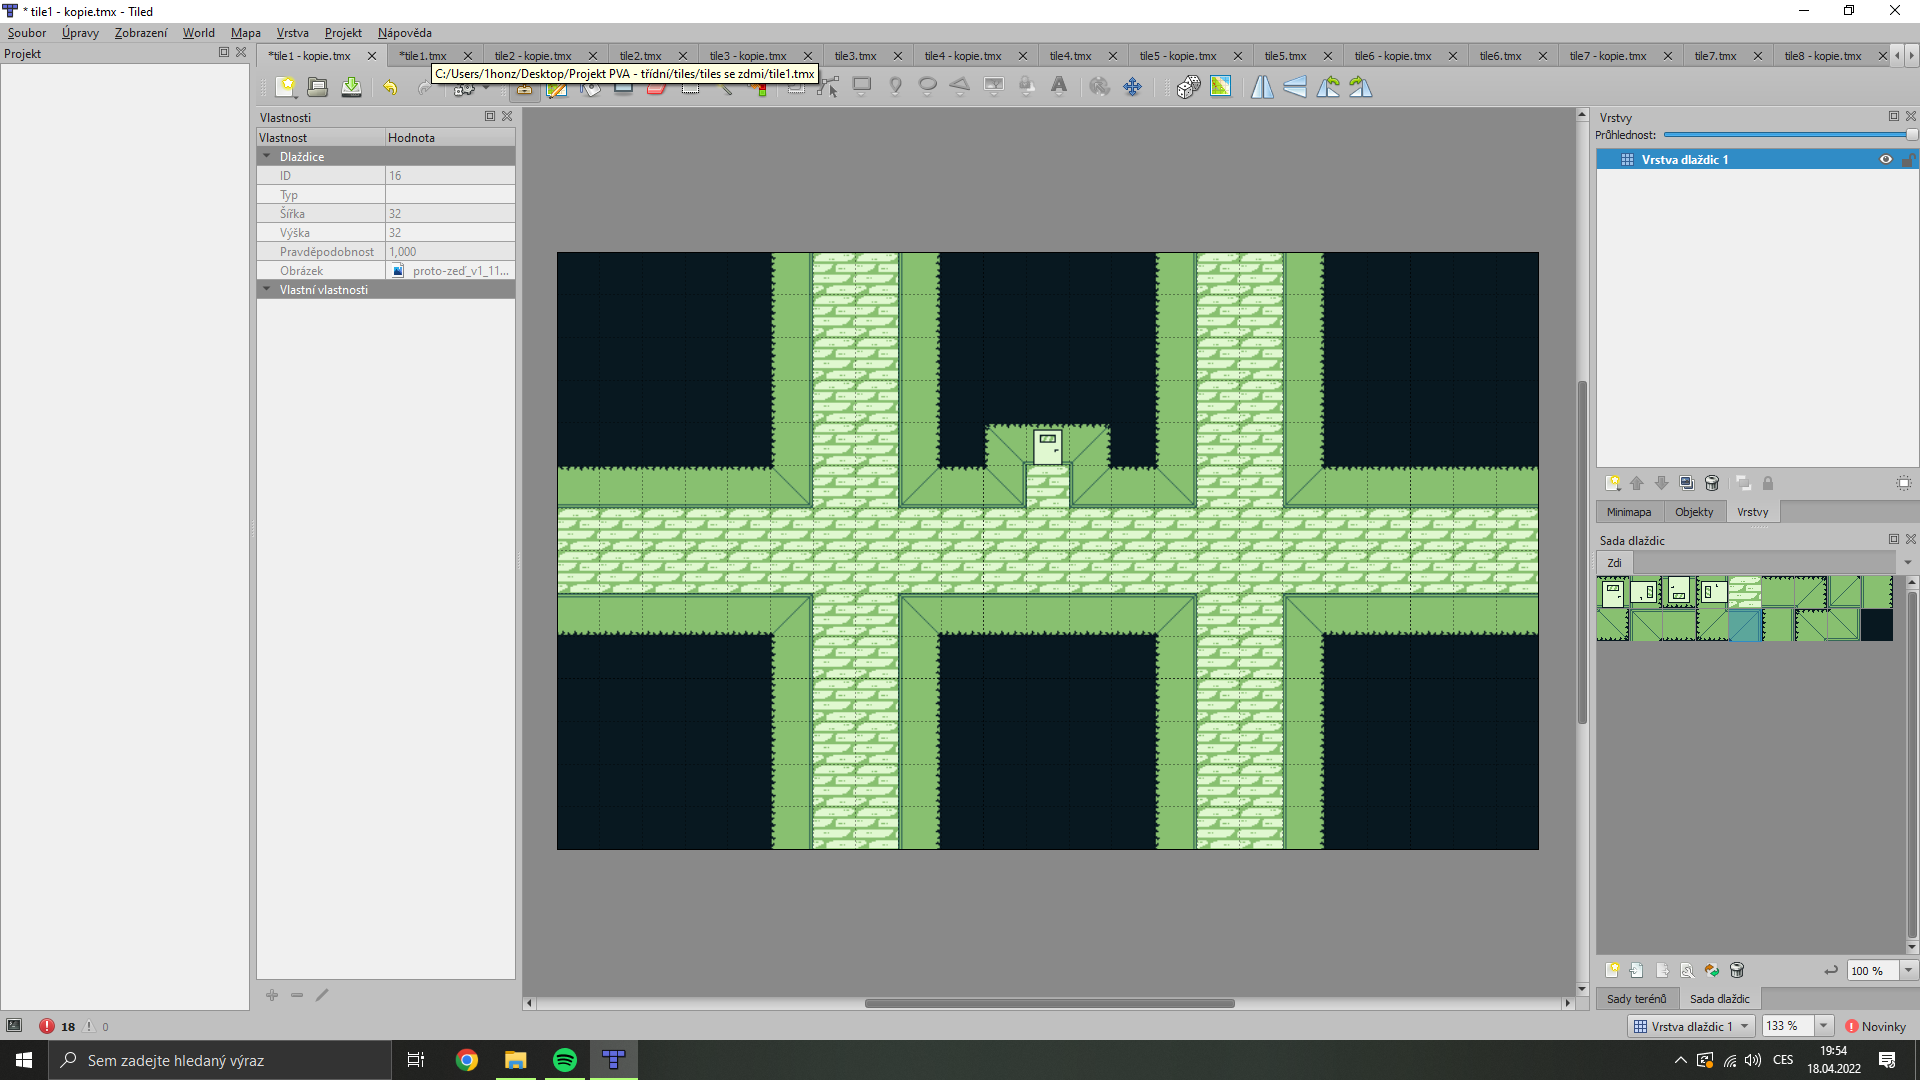 * tile1 - kopie.tmx - Tiled
Soubor Úpravy Zobrazení World Mapa Vrstva Projekt Nápověda
Projekt
*tile1 - kopie.tmx *tile1.tmx tile2 - kopie.tmx tile2.tmx tile3 - kopie.tmx tile3.tmx tile4 - kopie.tmx tile4.tmx tile5 - kopie.tmx tile5.tmx tile6 - kopie.tmx tile6.tmx tile7 - kopie.tmx tile7.tmx tile8 - kopie.tmx
C:/Users/1honz/Desktop/Projekt PVA - třídní/tiles/tiles se zdmi/tile1.tmx
Vlastnosti
Vlastnost Hodnota
Dlaždice
ID 16
Typ
Šířka 32
Výška 32
Pravděpodobnost 1,000
Obrázek proto-zeď_v1_11...
Vlastní vlastnosti
Vrstvy
Průhlednost:
Vrstva dlaždic 1
Minimapa Objekty Vrstvy
Sada dlaždic
Zdi
100 %
Sady terénů Sada dlaždic
18 0
Vrstva dlaždic 1 133 % Novinky
Sem zadejte hledaný výraz
CES
19:54
18.04.2022